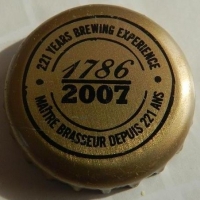 221 YEARS BREWING EXPERIENCE
1786
2007
MAÎTRE BRASSEUR DEPUIS 221 ANS